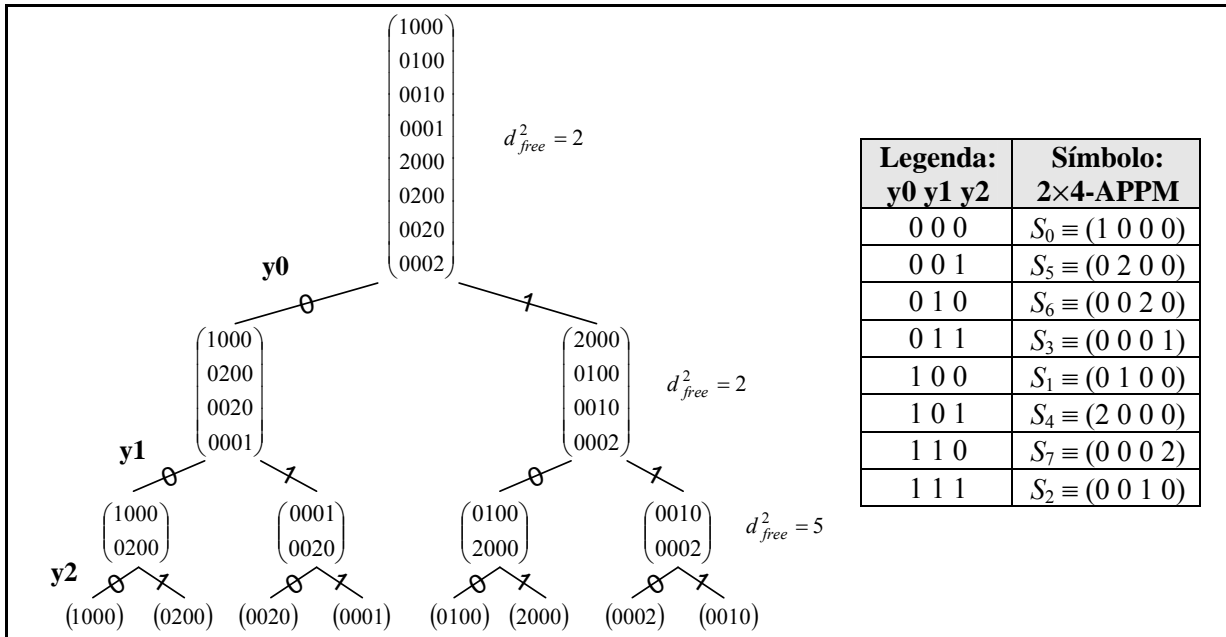 1000
0100
0010
0001
2000
0200
0020
0002
d²free = 2
y0
0 1
1000
0200
0020
0001
2000
0100
0010
0002
d²free = 2
y1
0 1 0 1
1000
0200
0001
0020
0100
2000
0010
0002
d²free = 5
y2
0 1 0 1 0 1 0 1
(1000) (0200) (0020) (0001) (0100) (2000) (0002) (0010)
Legenda: Símbolo:
y0 y1 y2 2×4-APPM
0 0 0 S0 ≡ (1 0 0 0)
0 0 1 S5 ≡ (0 2 0 0)
0 1 0 S6 ≡ (0 0 2 0)
0 1 1 S3 ≡ (0 0 0 1)
1 0 0 S1 ≡ (0 1 0 0)
1 0 1 S4 ≡ (2 0 0 0)
1 1 0 S7 ≡ (0 0 0 2)
1 1 1 S2 ≡ (0 0 1 0)